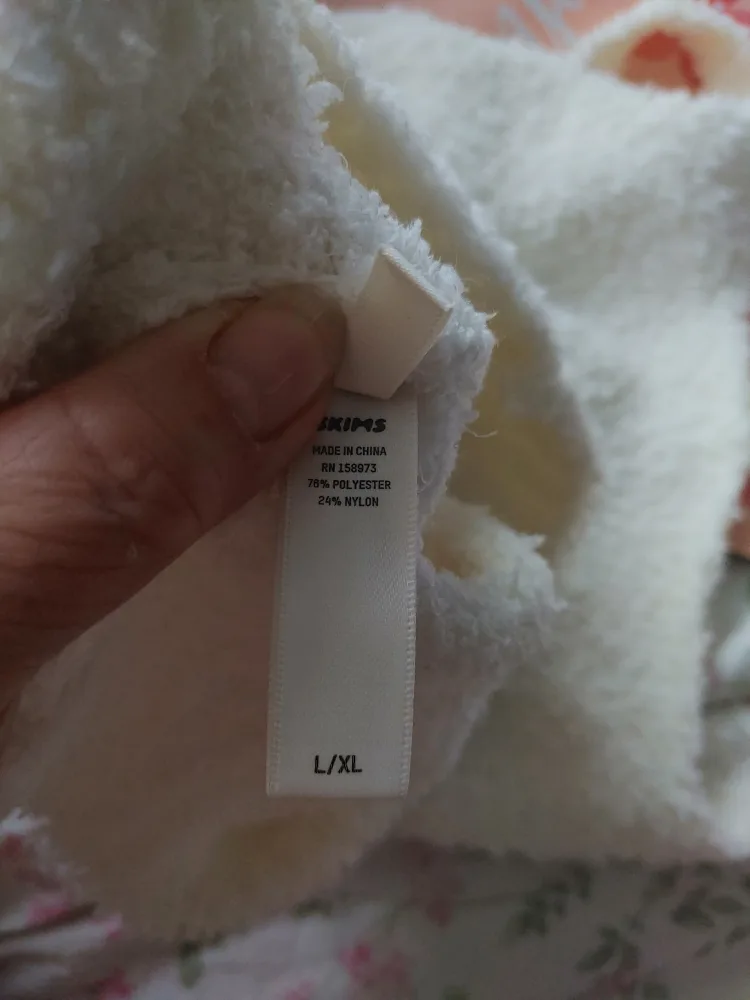 SKIMS
MADE IN CHINA
RN 158973
76% POLYESTER
24% NYLON
L/XL